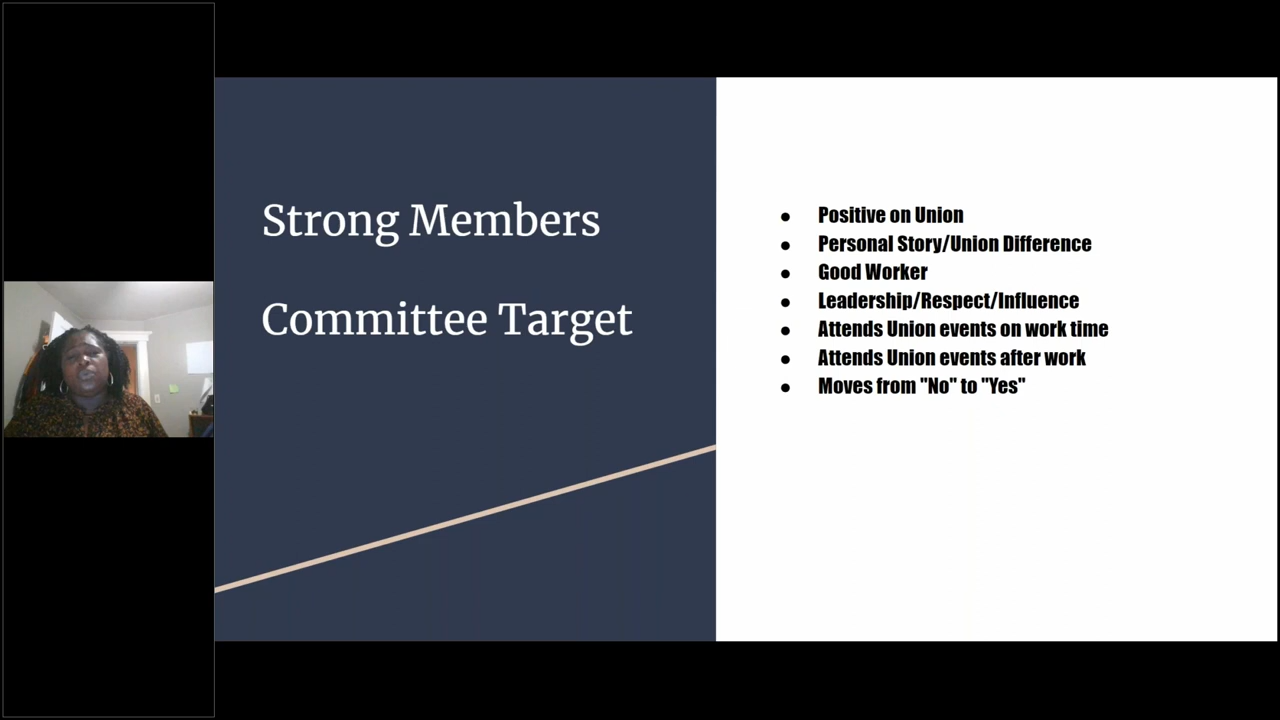 Strong Members
Committee Target
● Positive on Union
● Personal Story/Union Difference
● Good Worker
● Leadership/Respect/Influence
● Attends Union events on work time
● Attends Union events after work
● Moves from "No" to "Yes"